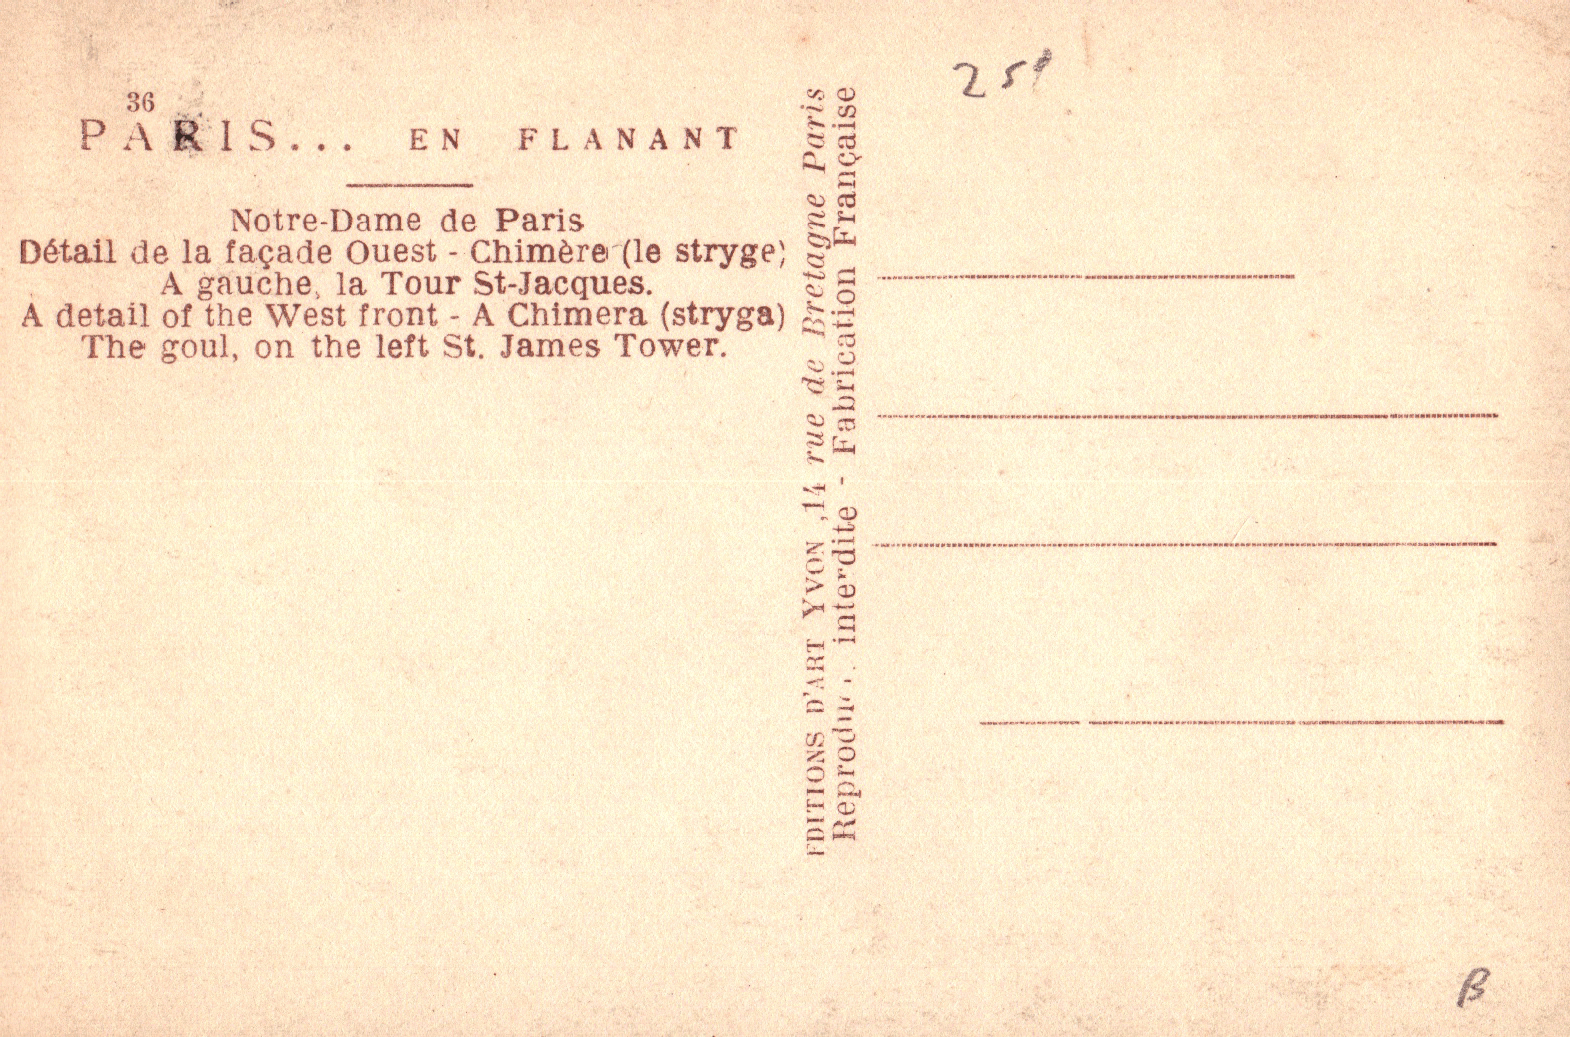 36
PARIS... EN FLANANT
Notre-Dame de Paris
Détail de la façade Ouest - Chimère (le stryge)
A gauche, la Tour St-Jacques.
A detail of the West front - A Chimera (stryga)
The goul, on the left St. James Tower.
EDITIONS D'ART YVON, 14 rue de Bretagne Paris
interdite - Fabrication Française
25¢
B